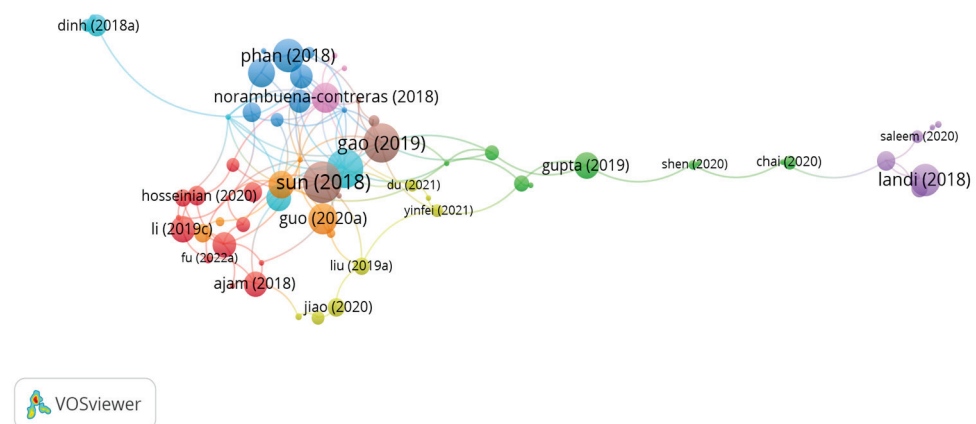 dinh (2018a)
phan (2018)
norambuena-contreras (2018)
gao (2019)
saleem (2020)
gupta (2019)
shen (2020)
chai (2020)
landi (2018)
sun (2018)
du (2021)
hosseinian (2020)
yinfei (2021)
guo (2020a)
li (2019c)
fu (2022a)
liu (2019a)
ajam (2018)
jiao (2020)
VOSviewer